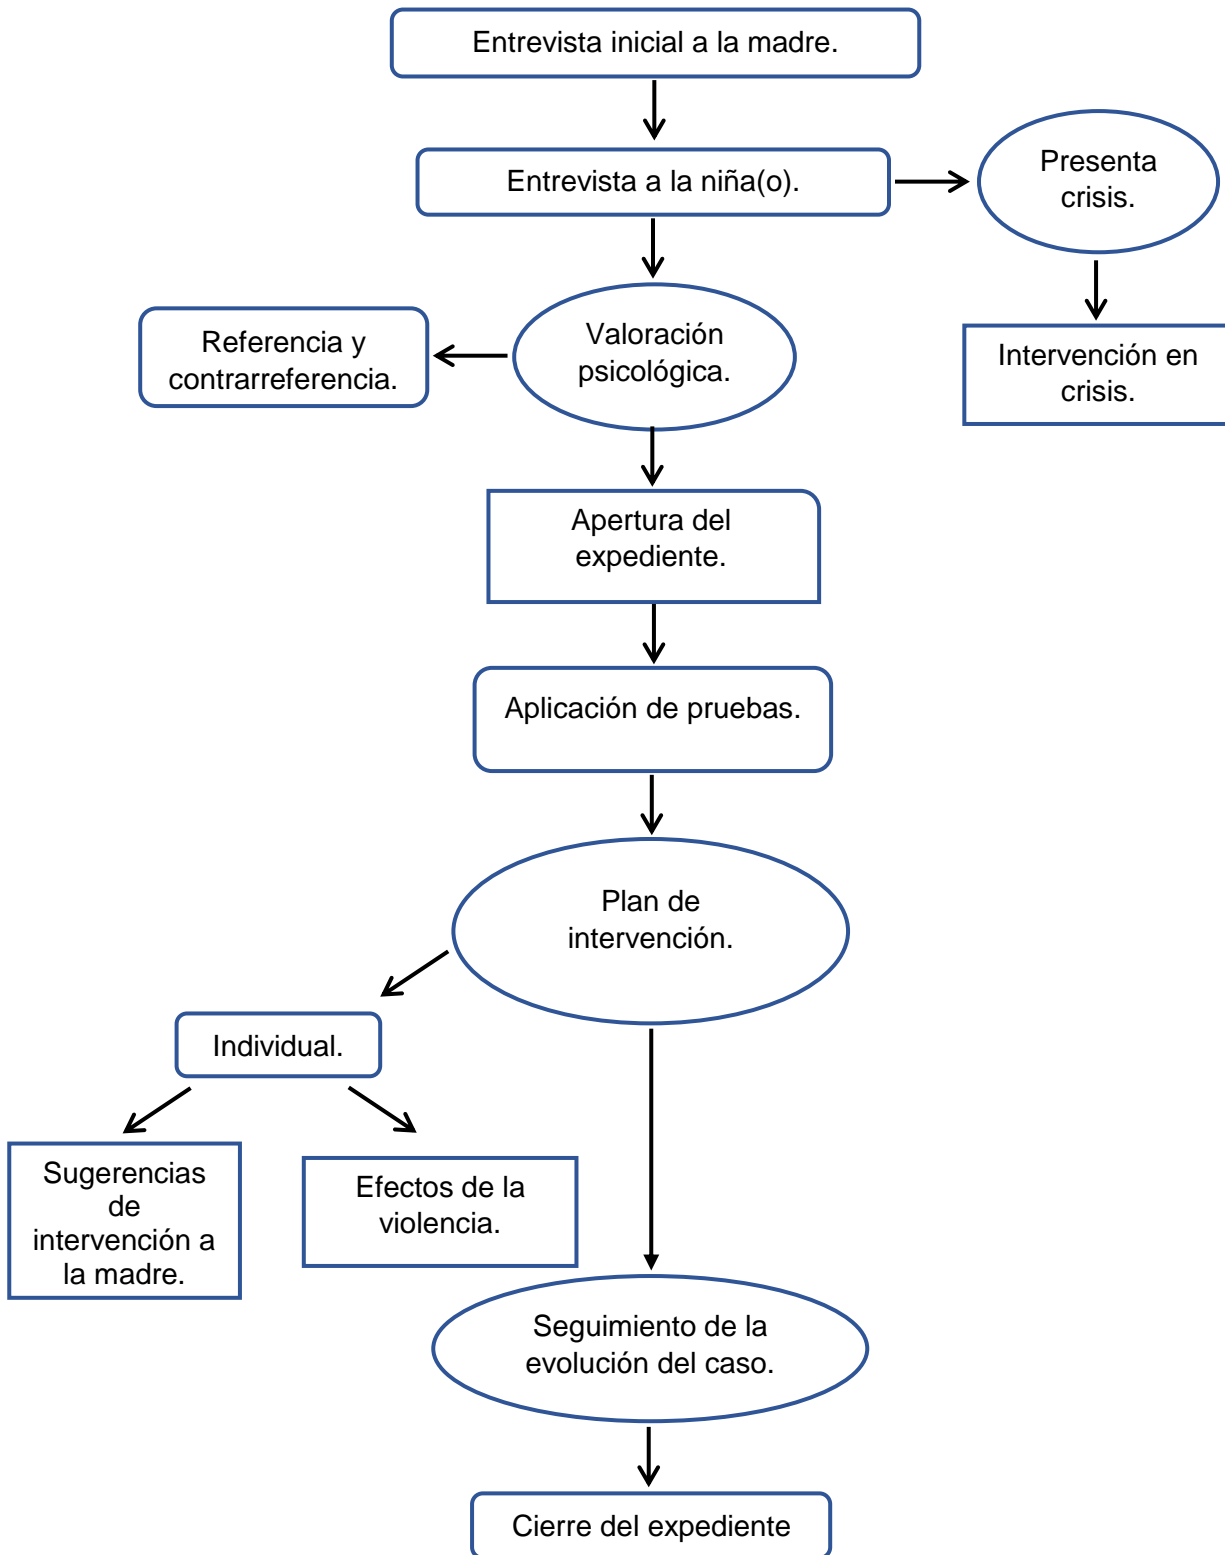 Entrevista inicial a la madre.
Entrevista a la niña(o).
Presenta
crisis.
Referencia y
contrarreferencia.
Valoración
psicológica.
Intervención en
crisis.
Apertura del
expediente.
Aplicación de pruebas.
Plan de
intervención.
Individual.
Sugerencias
de
intervención a
la madre.
Efectos de la
violencia.
Seguimiento de la
evolución del caso.
Cierre del expediente